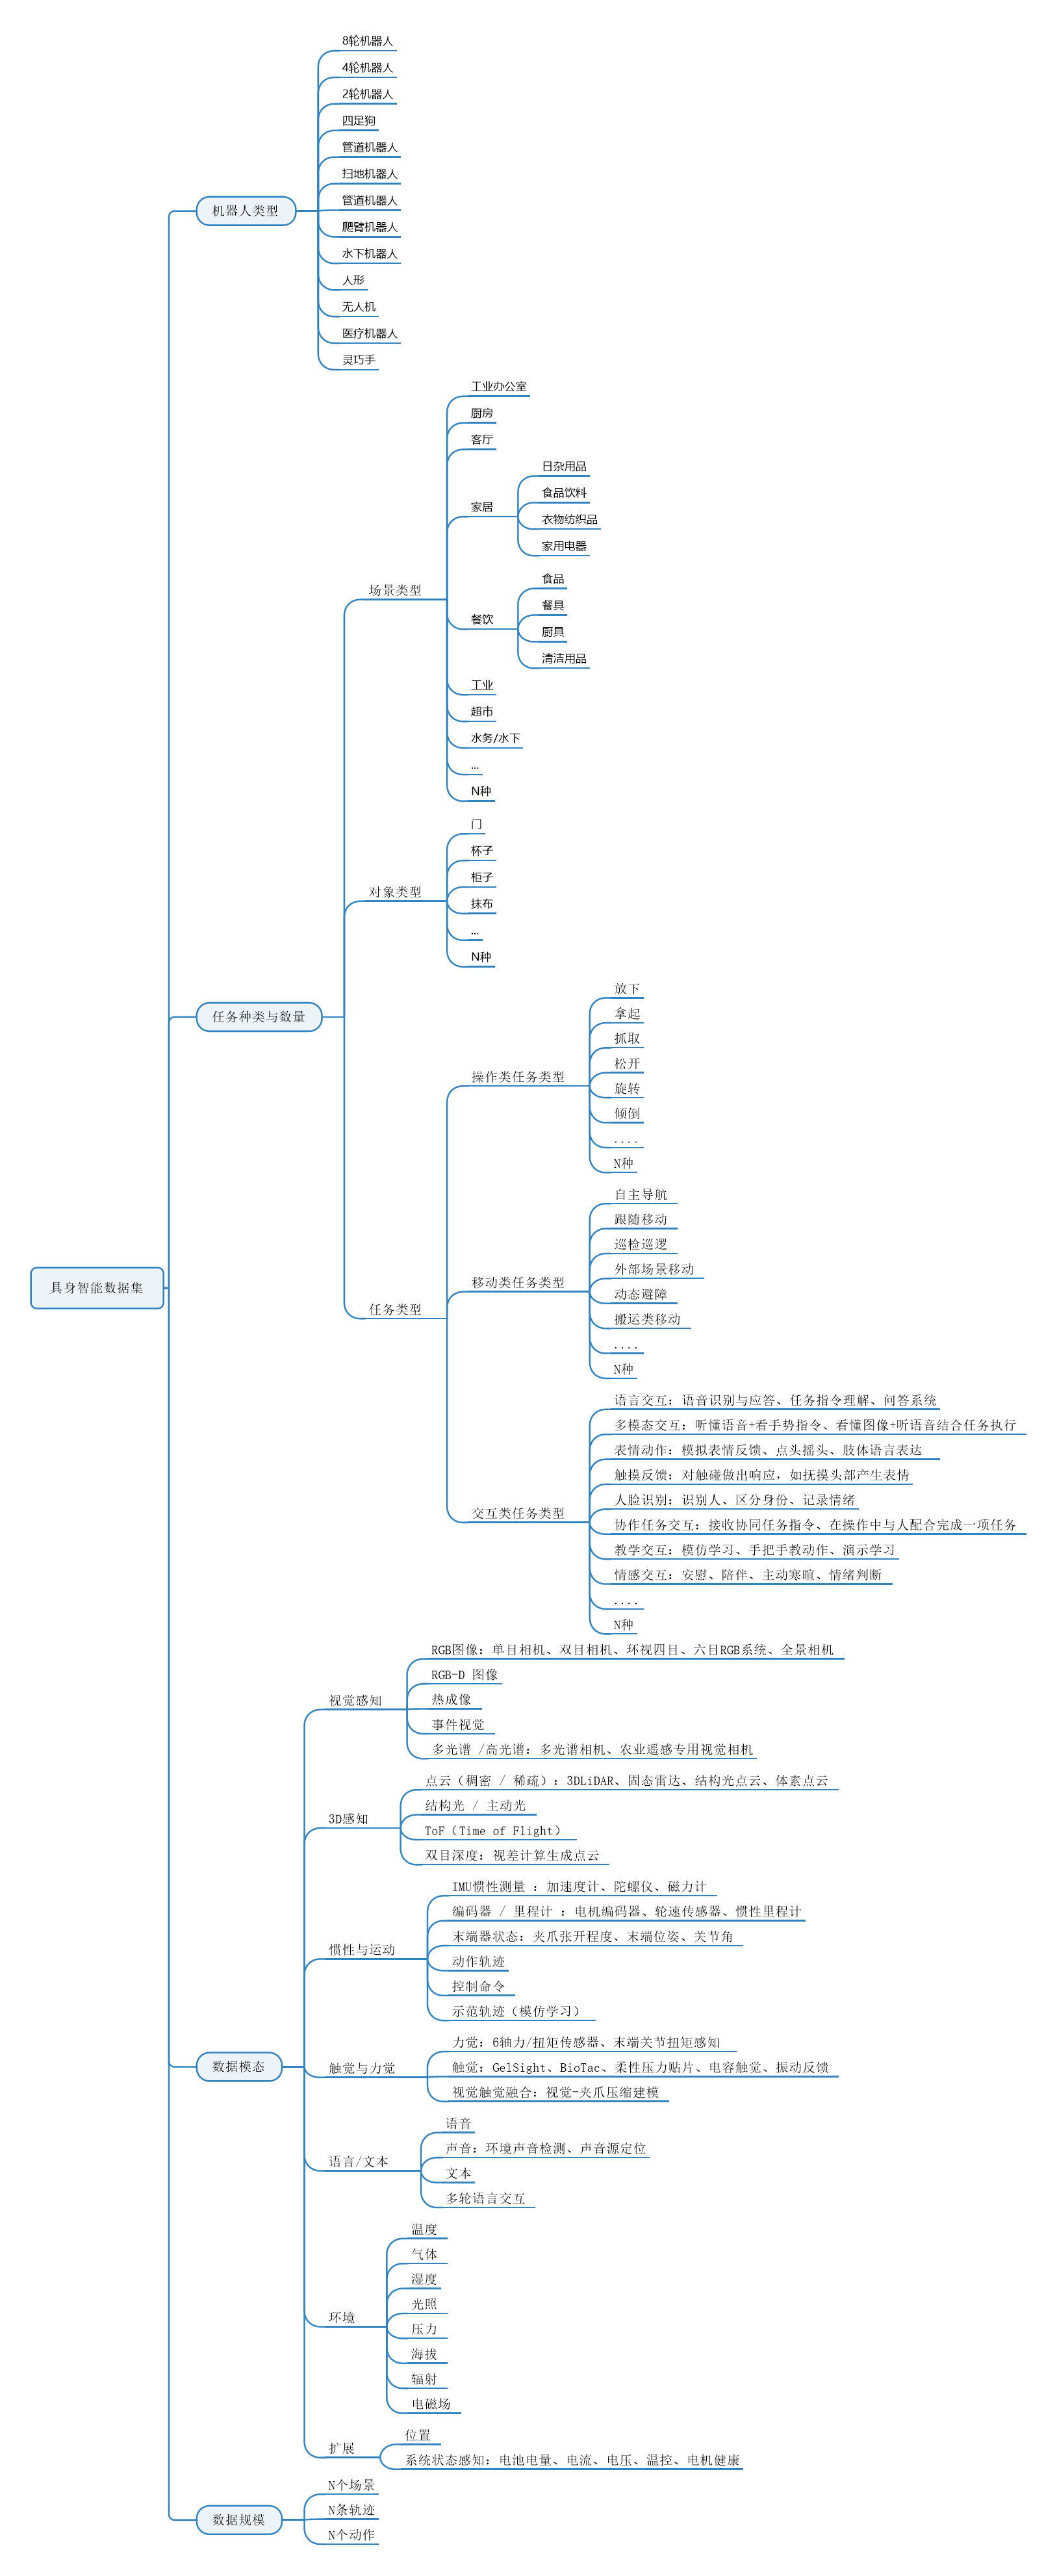 具身智能数据集
机器人类型
8轮机器人
4轮机器人
2轮机器人
四足狗
管道机器人
扫地机器人
管道机器人
爬臂机器人
水下机器人
人形
无人机
医疗机器人
灵巧手
任务种类与数量
场景类型
工业办公室
厨房
客厅
家居
日杂用品
食品饮料
衣物纺织品
家用电器
餐饮
食品
餐具
厨具
清洁用品
工业
超市
水务/水下
...
N种
对象类型
门
杯子
柜子
抹布
...
N种
任务类型
操作类任务类型
放下
拿起
抓取
松开
旋转
倾倒
....
N种
移动类任务类型
自主导航
跟随移动
巡检巡逻
外部场景移动
动态避障
搬运类移动
....
N种
交互类任务类型
语言交互：语音识别与应答、任务指令理解、问答系统
多模态交互：听懂语音+看手势指令、看懂图像+听语音结合任务执行
表情动作：模拟表情反馈、点头摇头、肢体语言表达
触摸反馈：对触碰做出响应，如抚摸头部产生表情
人脸识别：识别人、区分身份、记录情绪
协作任务交互：接收协同任务指令、在操作中与人配合完成一项任务
教学交互：模仿学习、手把手教动作、演示学习
情感交互：安慰、陪伴、主动寒暄、情绪判断
....
N种
数据模态
视觉感知
RGB图像：单目相机、双目相机、环视四目、六目RGB系统、全景相机
RGB-D 图像
热成像
事件视觉
多光谱 /高光谱：多光谱相机、农业遥感专用视觉相机
3D感知
点云（稠密 / 稀疏）：3DLiDAR、固态雷达、结构光点云、体素点云
结构光 / 主动光
ToF（Time of Flight）
双目深度：视差计算生成点云
惯性与运动
IMU惯性测量 ：加速度计、陀螺仪、磁力计
编码器 / 里程计 ：电机编码器、轮速传感器、惯性里程计
末端器状态：夹爪张开程度、末端位姿、关节角
动作轨迹
控制命令
示范轨迹（模仿学习）
触觉与力觉
力觉：6轴力/扭矩传感器、末端关节扭矩感知
触觉：GelSight、BioTac、柔性压力贴片、电容触觉、振动反馈
视觉触觉融合：视觉-夹爪压缩建模
语言/文本
语音
声音：环境声音检测、声音源定位
文本
多轮语言交互
环境
温度
气体
湿度
光照
压力
海拔
辐射
电磁场
扩展
位置
系统状态感知：电池电量、电流、电压、温控、电机健康
数据规模
N个场景
N条轨迹
N个动作